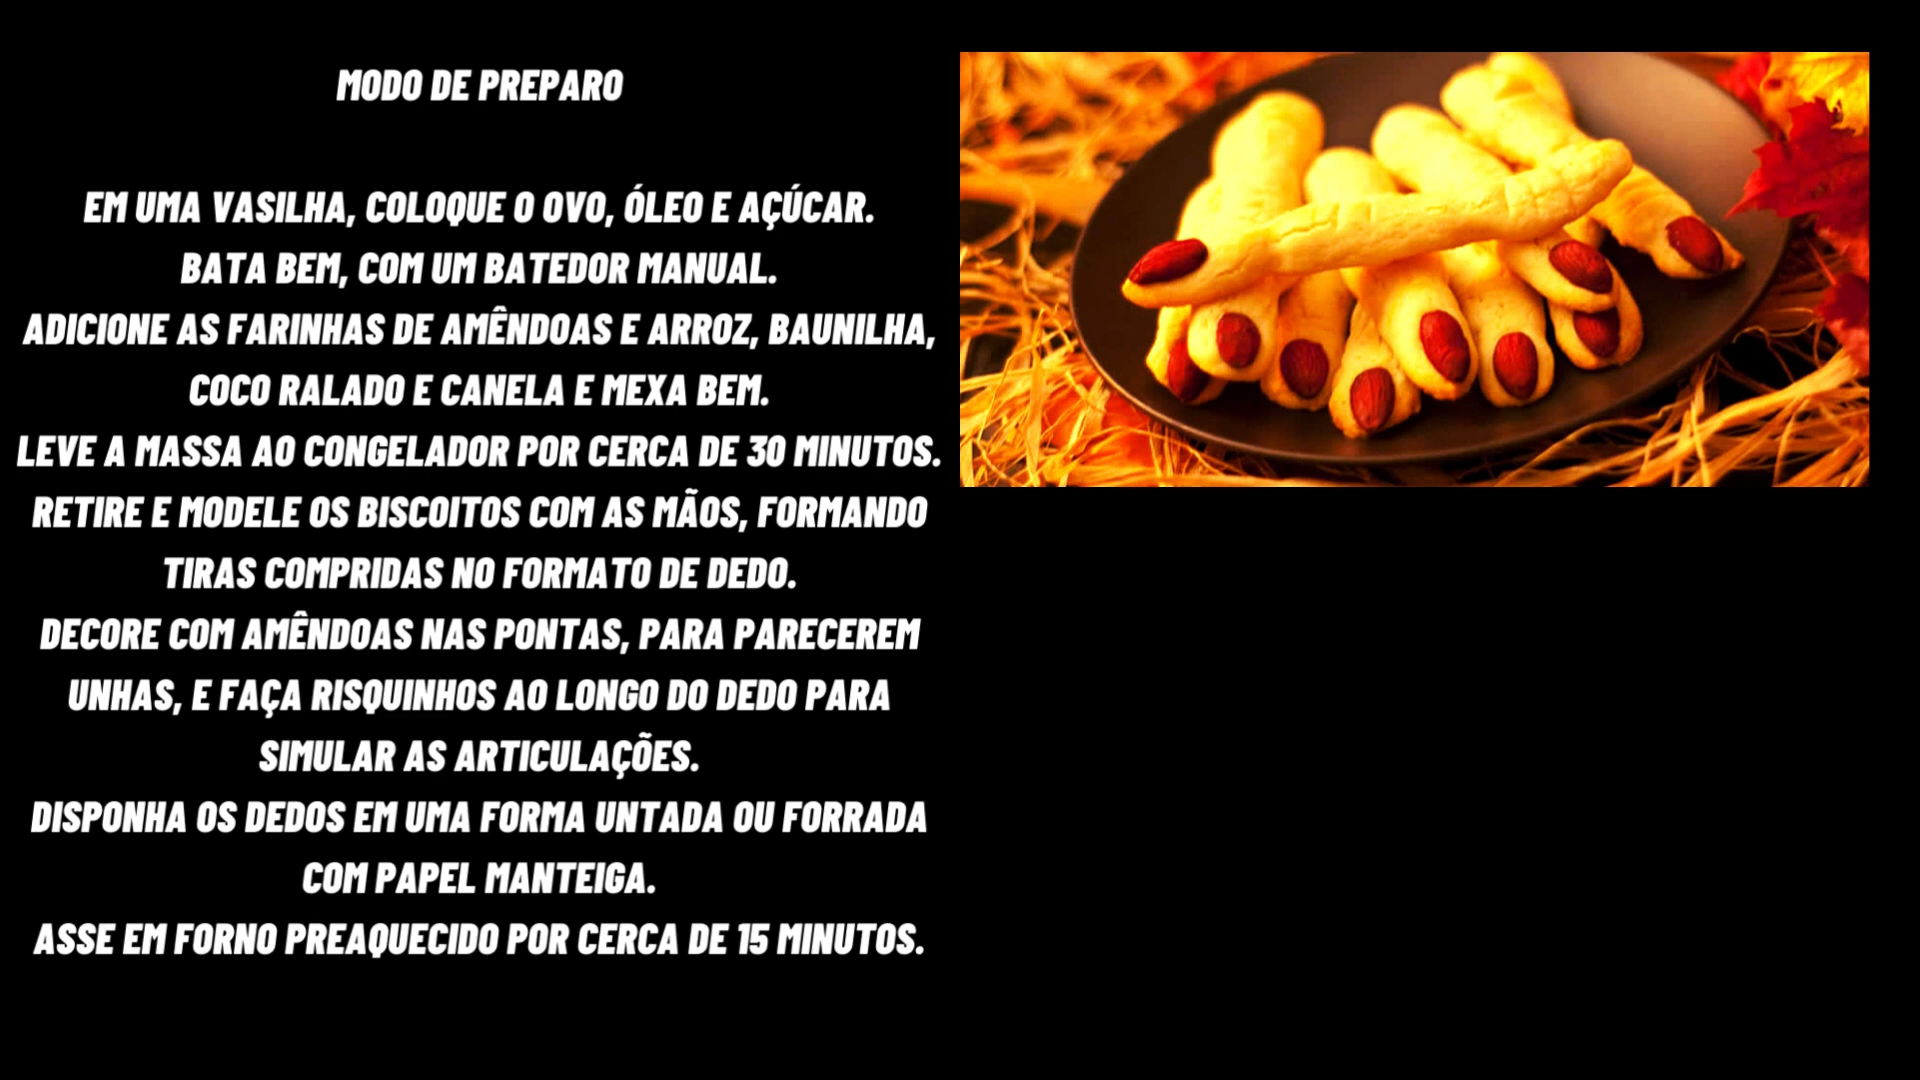 MODO DE PREPARO
EM UMA VASILHA, COLOQUE O OVO, ÓLEO E AÇÚCAR.
BATA BEM, COM UM BATEDOR MANUAL.
ADICIONE AS FARINHAS DE AMÊNDOAS E ARROZ, BAUNILHA,
COCO RALADO E CANELA E MEXA BEM.
LEVE A MASSA AO CONGELADOR POR CERCA DE 30 MINUTOS.
RETIRE E MODELE OS BISCOITOS COM AS MÃOS, FORMANDO
TIRAS COMPRIDAS NO FORMATO DE DEDO.
DECORE COM AMÊNDOAS NAS PONTAS, PARA PARECEREM
UNHAS, E FAÇA RISQUINHOS AO LONGO DO DEDO PARA
SIMULAR AS ARTICULAÇÕES.
DISPONHA OS DEDOS EM UMA FORMA UNTADA OU FORRADA
COM PAPEL MANTEIGA.
ASSE EM FORNO PREAQUECIDO POR CERCA DE 15 MINUTOS.